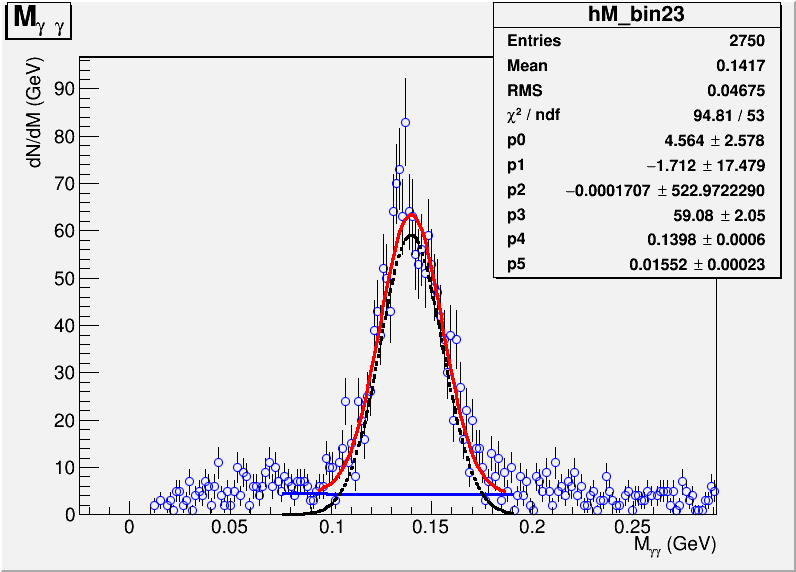 M γ γ
hM_bin23
Entries 2750
Mean 0.1417
RMS 0.04675
χ² / ndf 94.81 / 53
p0 4.564 ± 2.578
p1 −1.712 ± 17.479
p2 −0.0001707 ± 522.9722290
p3 59.08 ± 2.05
p4 0.1398 ± 0.0006
p5 0.01552 ± 0.00023
dN/dM (GeV)
90
80
70
60
50
40
30
20
10
0
0 0.05 0.1 0.15 0.2 0.25
Mγγ (GeV)